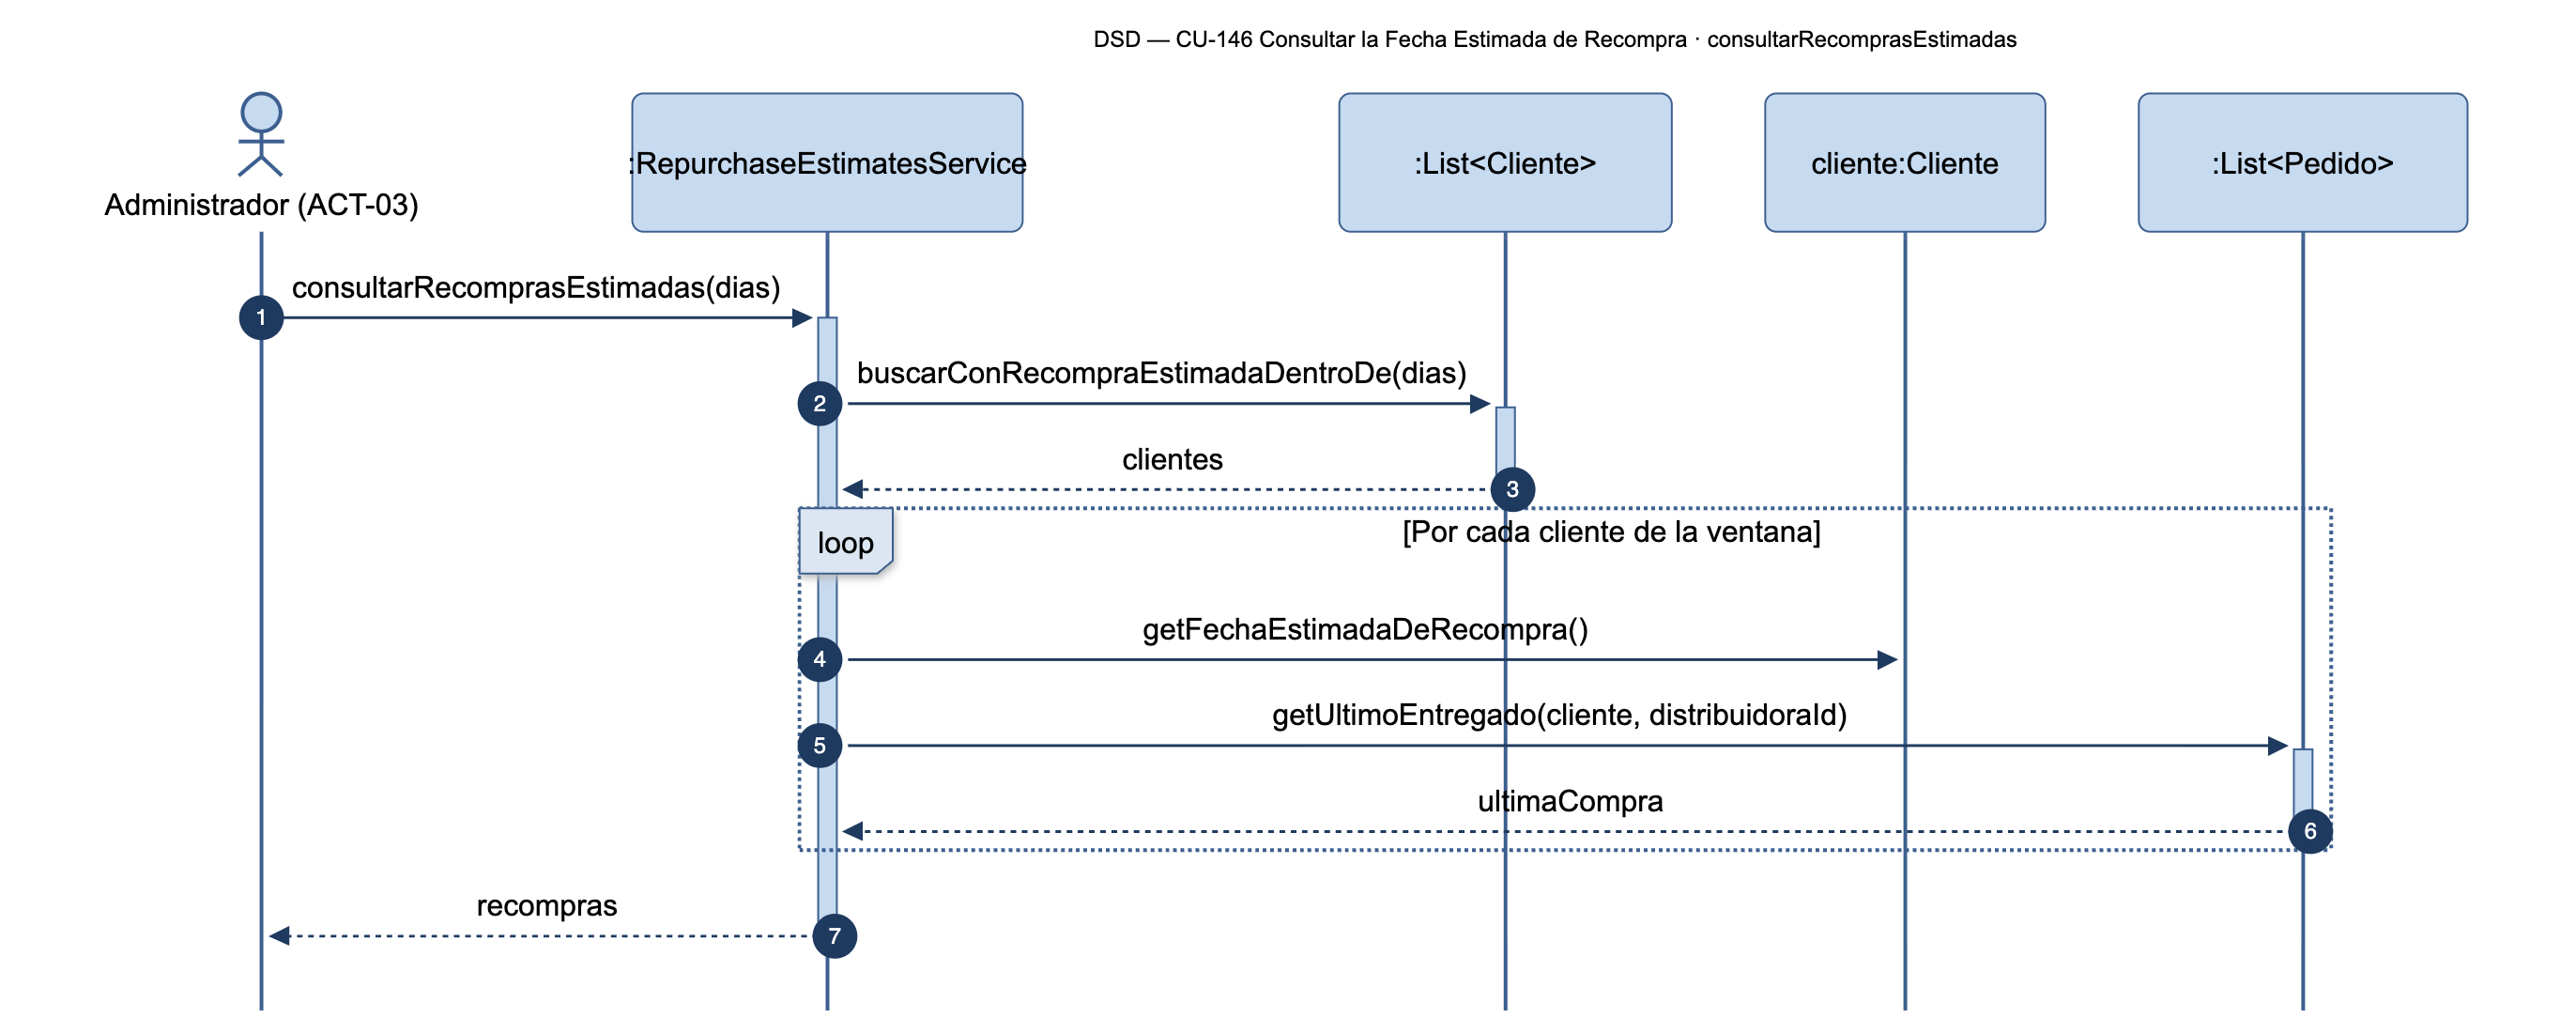 DSD — CU-146 Consultar la Fecha Estimada de Recompra · consultarRecomprasEstimadas
Administrador (ACT-03)
:RepurchaseEstimatesService
:List<Cliente>
cliente:Cliente
:List<Pedido>
consultarRecomprasEstimadas(dias)
1
buscarConRecompraEstimadaDentroDe(dias)
2
clientes
3
loop
[Por cada cliente de la ventana]
getFechaEstimadaDeRecompra()
4
getUltimoEntregado(cliente, distribuidoraId)
5
ultimaCompra
6
recompras
7